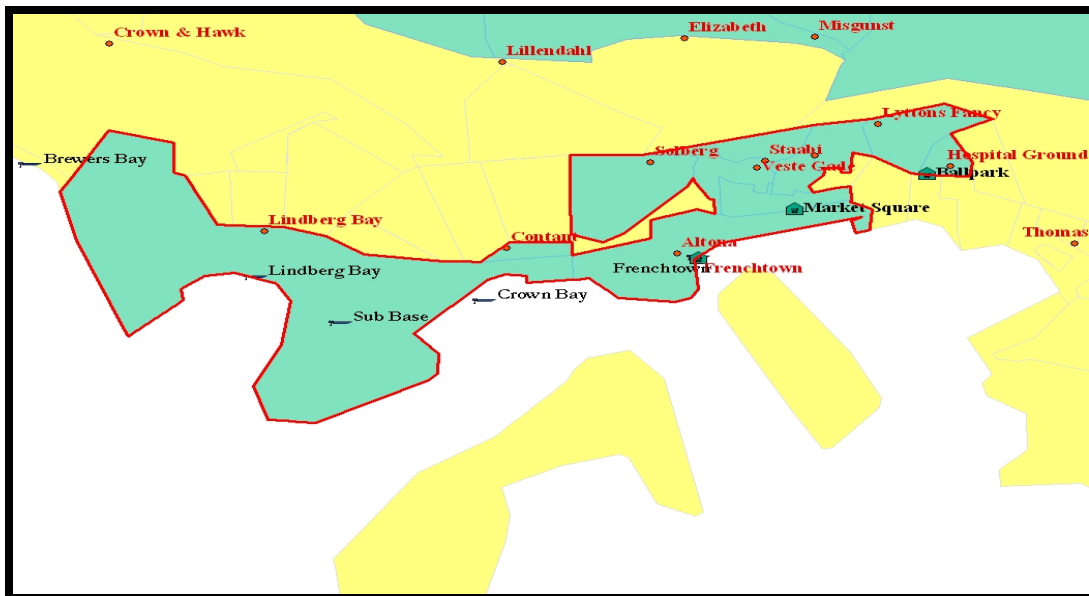 Crown & Hawk
Lillendahl
Elizabeth
Misgunst
Lyttons Fancy
Brewers Bay
Solberg
Staabi
Veste Gade
Hospital Ground
Ballpark
Market Square
Lindberg Bay
Contant
Altona
Thomas
Lindberg Bay
Frenchtown
Frenchtown
Crown Bay
Sub Base